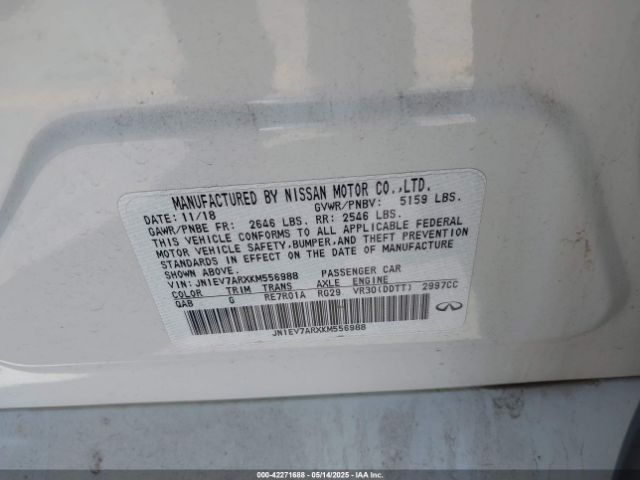 MANUFACTURED BY NISSAN MOTOR CO.,LTD.
DATE: 11/18 GVWR/PNBV: 5159 LBS.
GAWR/PNBE FR: 2646 LBS. RR: 2546 LBS.
THIS VEHICLE CONFORMS TO ALL APPLICABLE FEDERAL
MOTOR VEHICLE SAFETY, BUMPER, AND THEFT PREVENTION
STANDARDS IN EFFECT ON THE DATE OF MANUFACTURE
SHOWN ABOVE.
VIN: JN1EV7ARXKM556988 PASSENGER CAR
COLOR TRIM TRANS AXLE ENGINE
QAB G RE7R01A RG29 VR30(DDTT) 2997CC
JN1EV7ARXKM556988
000-42271688 05/14/2025 IAA Copart